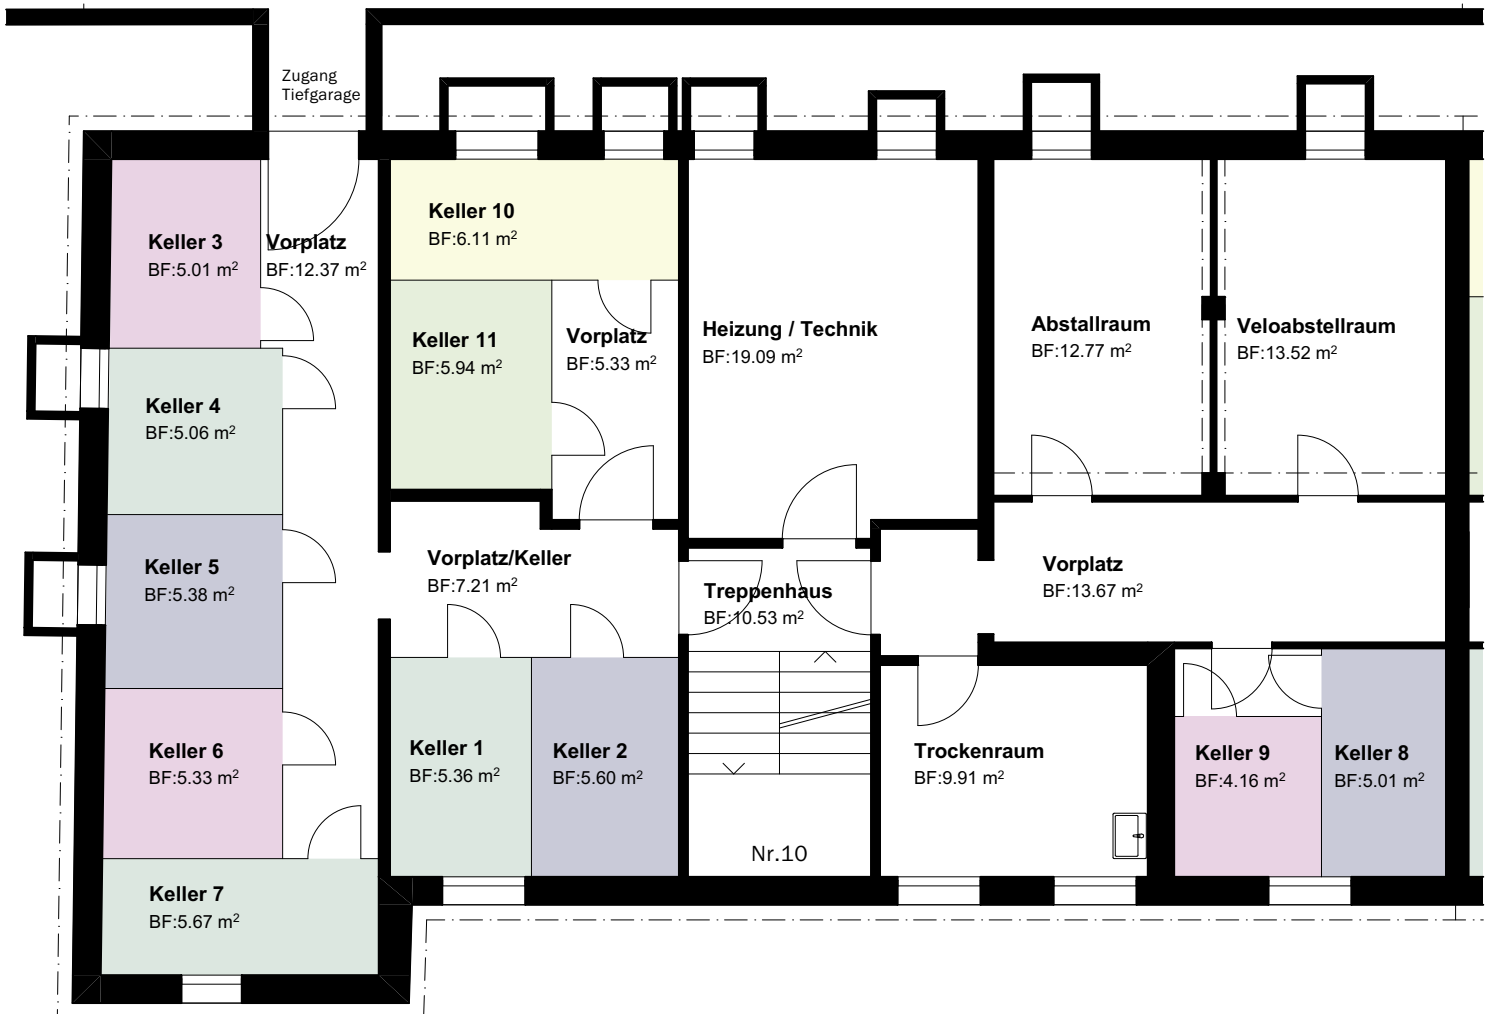 Zugang
Tiefgarage
Keller 3
BF:5.01 m²
Vorplatz
BF:12.37 m²
Keller 10
BF:6.11 m²
Keller 11
BF:5.94 m²
Vorplatz
BF:5.33 m²
Heizung / Technik
BF:19.09 m²
Abstallraum
BF:12.77 m²
Veloabstellraum
BF:13.52 m²
Keller 4
BF:5.06 m²
Keller 5
BF:5.38 m²
Vorplatz/Keller
BF:7.21 m²
Treppenhaus
BF:10.53 m²
Vorplatz
BF:13.67 m²
Keller 6
BF:5.33 m²
Keller 1
BF:5.36 m²
Keller 2
BF:5.60 m²
Trockenraum
BF:9.91 m²
Keller 9
BF:4.16 m²
Keller 8
BF:5.01 m²
Nr.10
Keller 7
BF:5.67 m²